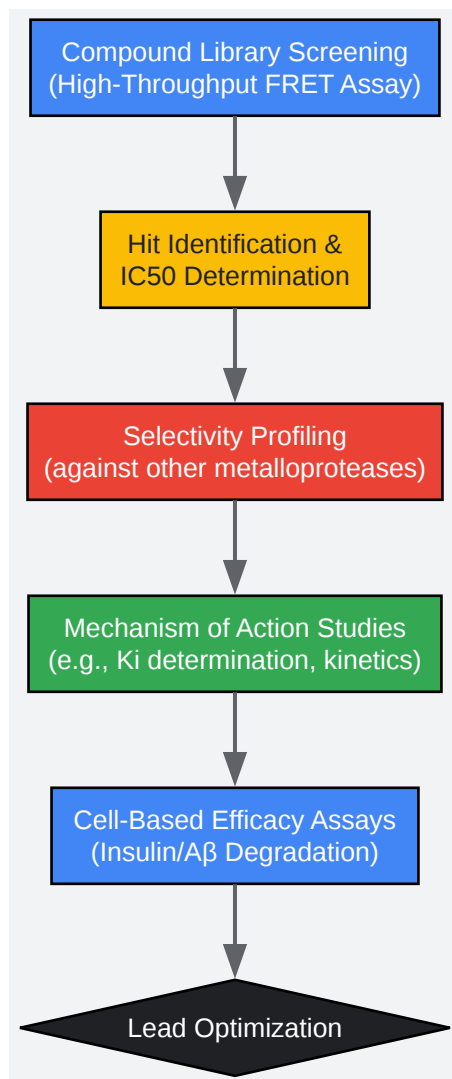 Compound Library Screening
(High-Throughput FRET Assay)
Hit Identification &
IC50 Determination
Selectivity Profiling
(against other metalloproteases)
Mechanism of Action Studies
(e.g., Ki determination, kinetics)
Cell-Based Efficacy Assays
(Insulin/Aβ Degradation)
Lead Optimization